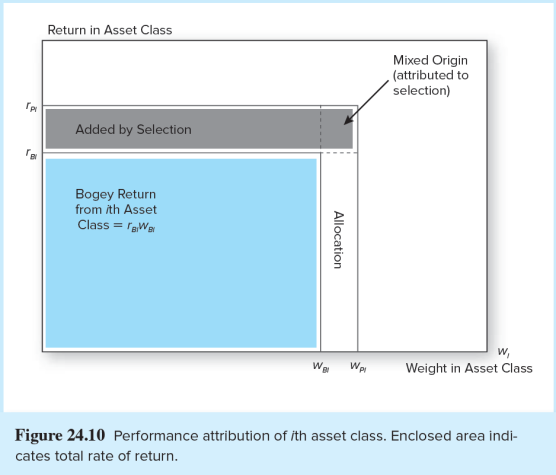 Return in Asset Class
Mixed Origin
(attributed to
selection)
r_Pi
Added by Selection
r_Bi
Bogey Return
from ith Asset
Class = r_Bi w_Bi
Allocation
w_i
w_Bi w_Pi Weight in Asset Class
Figure 24.10 Performance attribution of ith asset class. Enclosed area indi-
cates total rate of return.